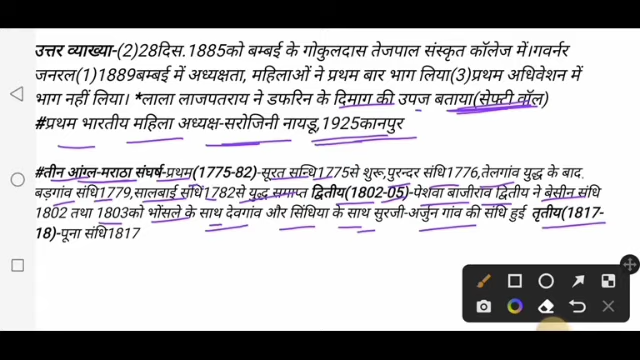 उत्तर व्याख्या-(2)28दिस.1885को बम्बई के गोकुलदास तेजपाल संस्कृत कॉलेज में।गवर्नर
जनरल(1)1889बम्बई में अध्यक्षता, महिलाओं ने प्रथम बार भाग लिया(3)प्रथम अधिवेशन में
भाग नहीं लिया। *लाला लाजपतराय ने डफरिन के दिमाग की उपज बताया(सेफ्टी वॉल)
#प्रथम भारतीय महिला अध्यक्ष-सरोजिनी नायडू,1925कानपुर
#तीन आंग्ल-मराठा संघर्ष-प्रथम(1775-82)-सूरत सन्धि1775से शुरू,पुरन्दर संधि1776,तेलगांव युद्ध के बाद.
बड़गांव संधि1779,सालबाई संधि1782से युद्ध समाप्त द्वितीय(1802-05)-पेशवा बाजीराव द्वितीय ने बेसीन संधि
1802 तथा 1803को भोंसले के साथ देवगांव और सिंधिया के साथ सुरजी-अर्जुन गांव की संधि हुई तृतीय(1817-
18)-पूना संधि1817